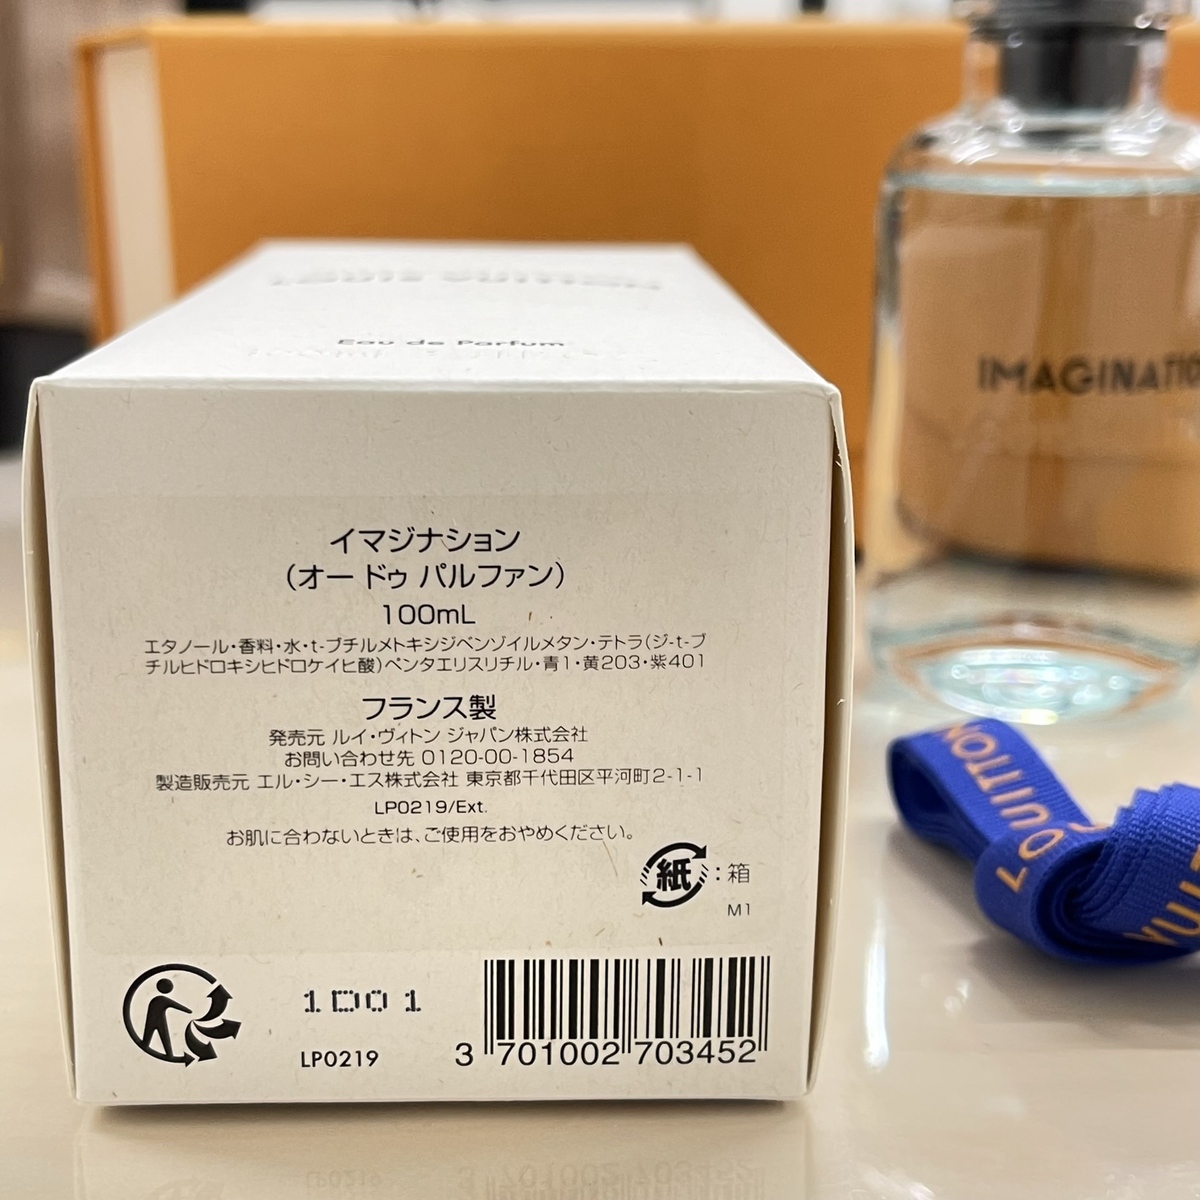 LOUIS VUITTON
Eau de Parfum
イマジナション
(オー ドゥ パルファン)
100mL
エタノール・香料・水・t-ブチルメトキシジベンゾイルメタン・テトラ(ジ-t-ブ
チルヒドロキシヒドロケイヒ酸)ペンタエリスリチル・青1・黄203・紫401
フランス製
発売元 ルイ・ヴィトン ジャパン株式会社
お問い合わせ先 0120-00-1854
製造販売元 エル・シー・エス株式会社 東京都千代田区平河町2-1-1
LP0219/Ext.
お肌に合わないときは、ご使用をおやめください。
紙：箱
M1
1D01
LP0219
3 701002 703452
IMAGINATIO
LOUIS VUITTON
VUIT